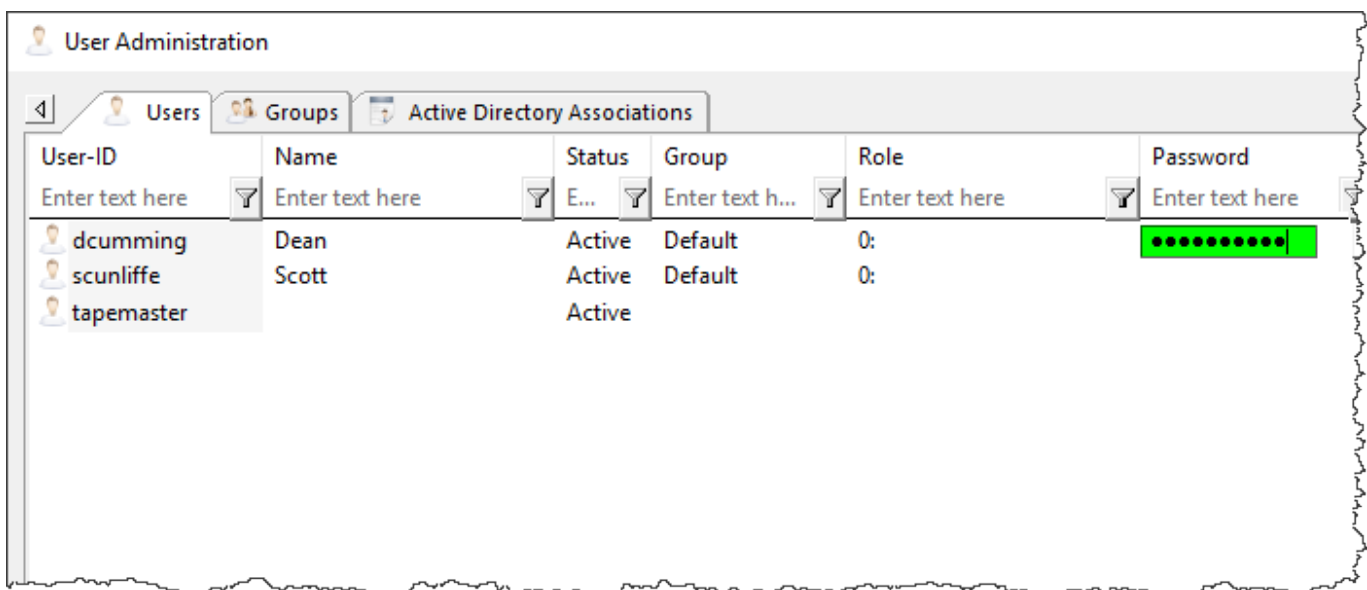 User Administration
Users Groups Active Directory Associations
User-ID Name Status Group Role Password
Enter text here Enter text here E... Enter text h... Enter text here Enter text here
dcumming Dean Active Default 0: ●●●●●●●●●●
scunliffe Scott Active Default 0:
tapemaster Active